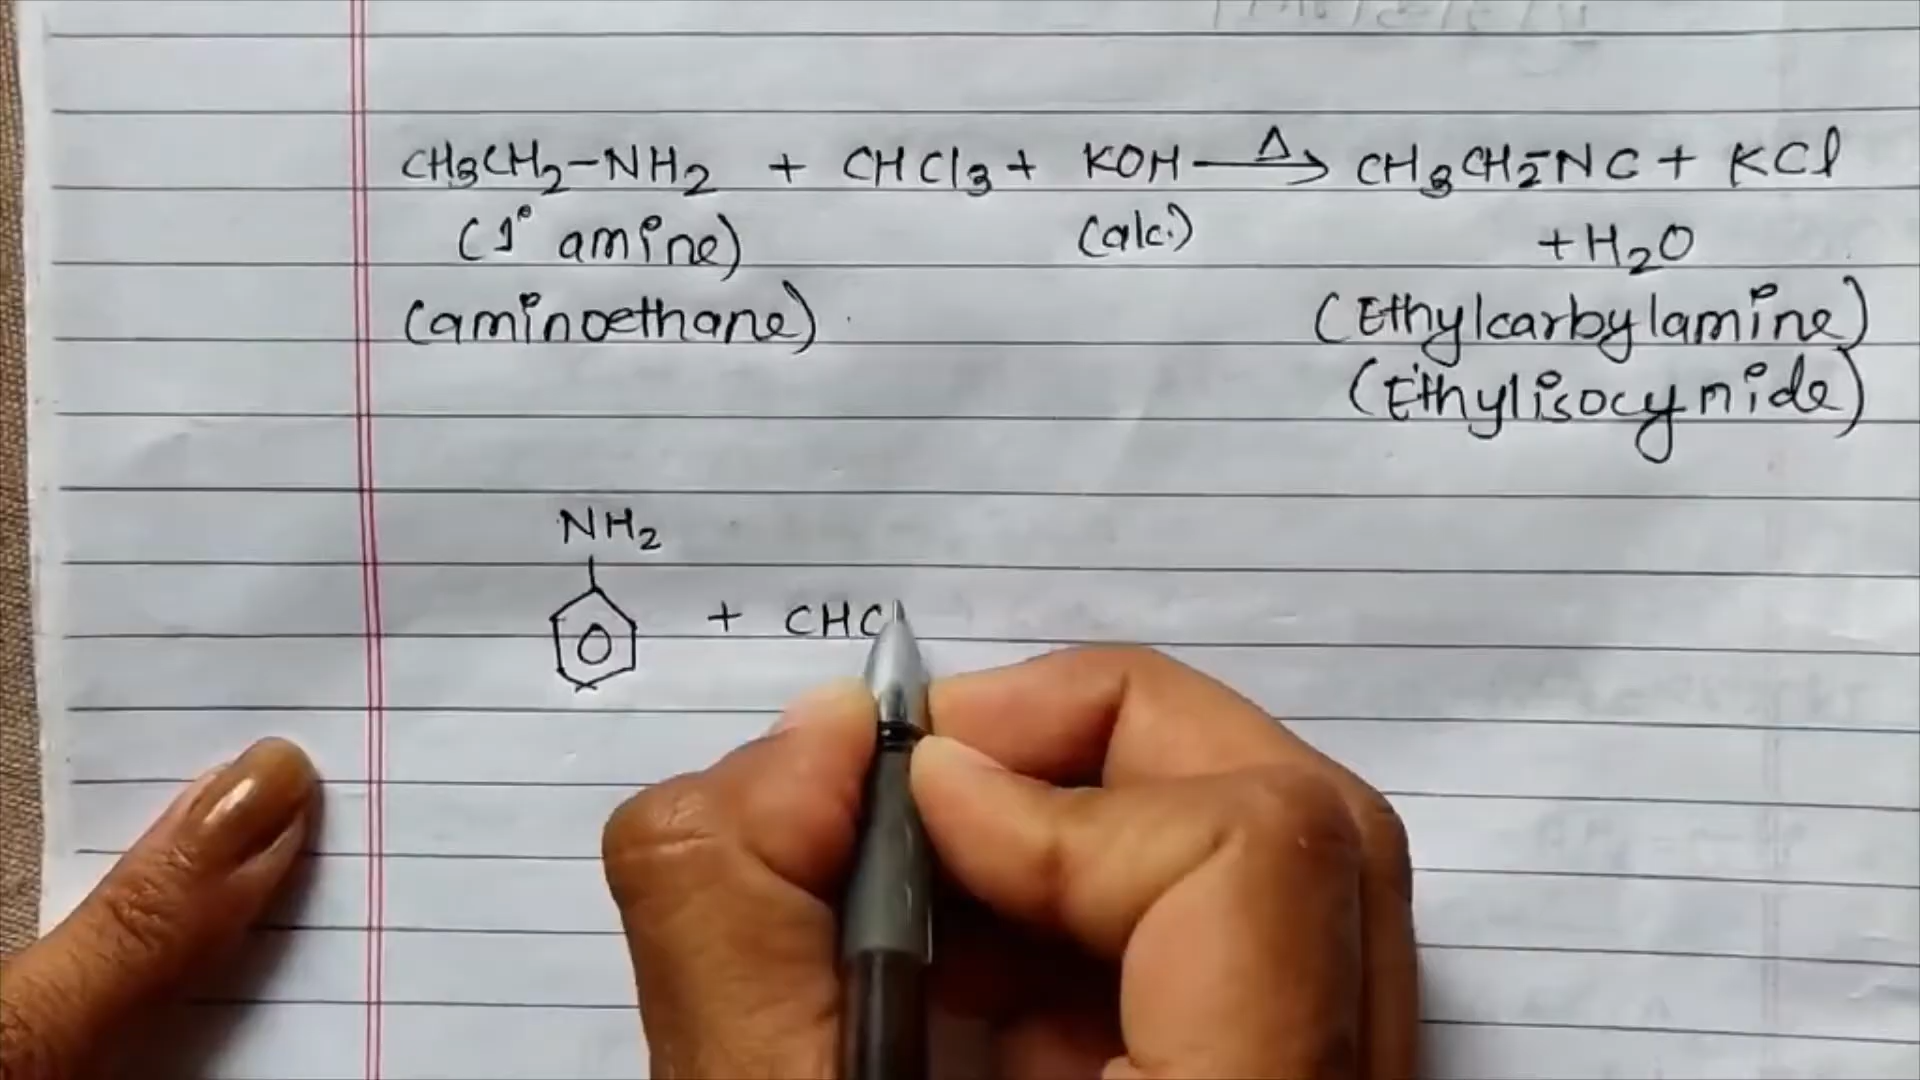 CH3CH2-NH2 + CHCl3 + KOH —Δ→ CH3CH2-NC + KCl
(1° amine) (alc.) + H2O
(aminoethane) (Ethylcarbylamine)
(Ethylisocynide)
NH2
+ CHC